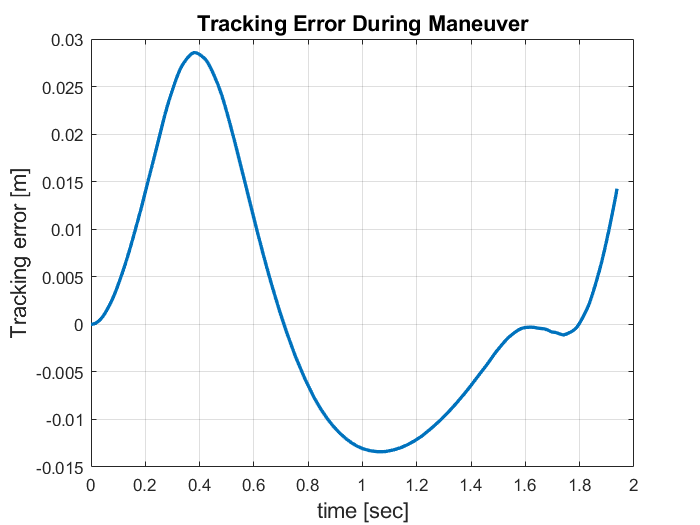 Tracking Error During Maneuver
0.03
0.025
0.02
0.015
0.01
0.005
0
-0.005
-0.01
-0.015
Tracking error [m]
0 0.2 0.4 0.6 0.8 1 1.2 1.4 1.6 1.8 2
time [sec]